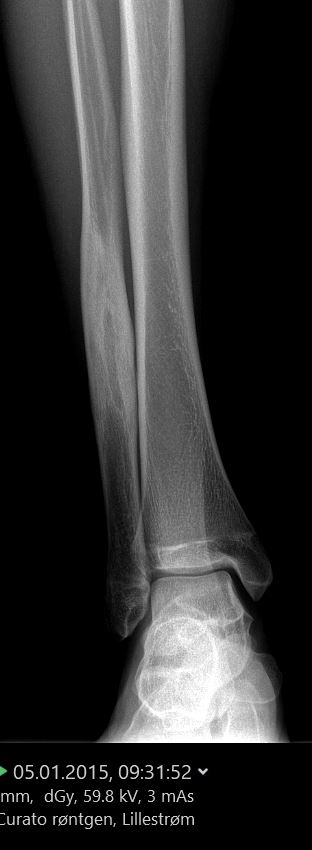 05.01.2015, 09:31:52
mm, dGy, 59.8 kV, 3 mAs
Curato røntgen, Lillestrøm